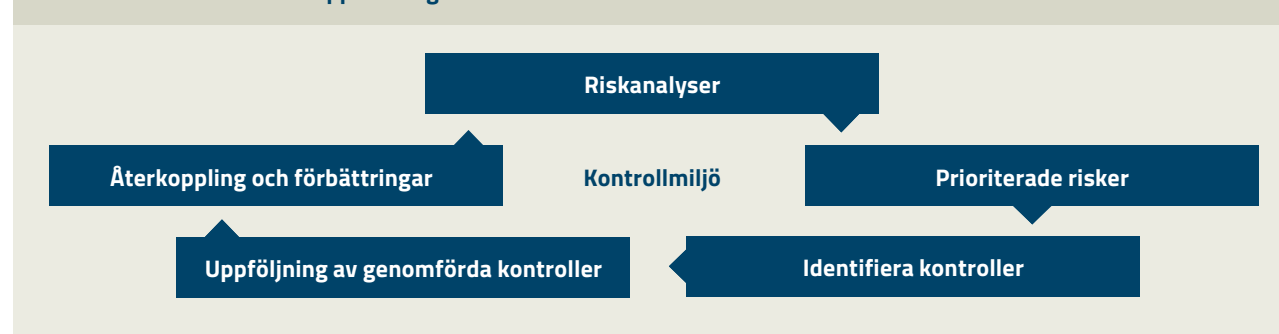 Riskanalyser
Återkoppling och förbättringar
Kontrollmiljö
Prioriterade risker
Uppföljning av genomförda kontroller
Identifiera kontroller